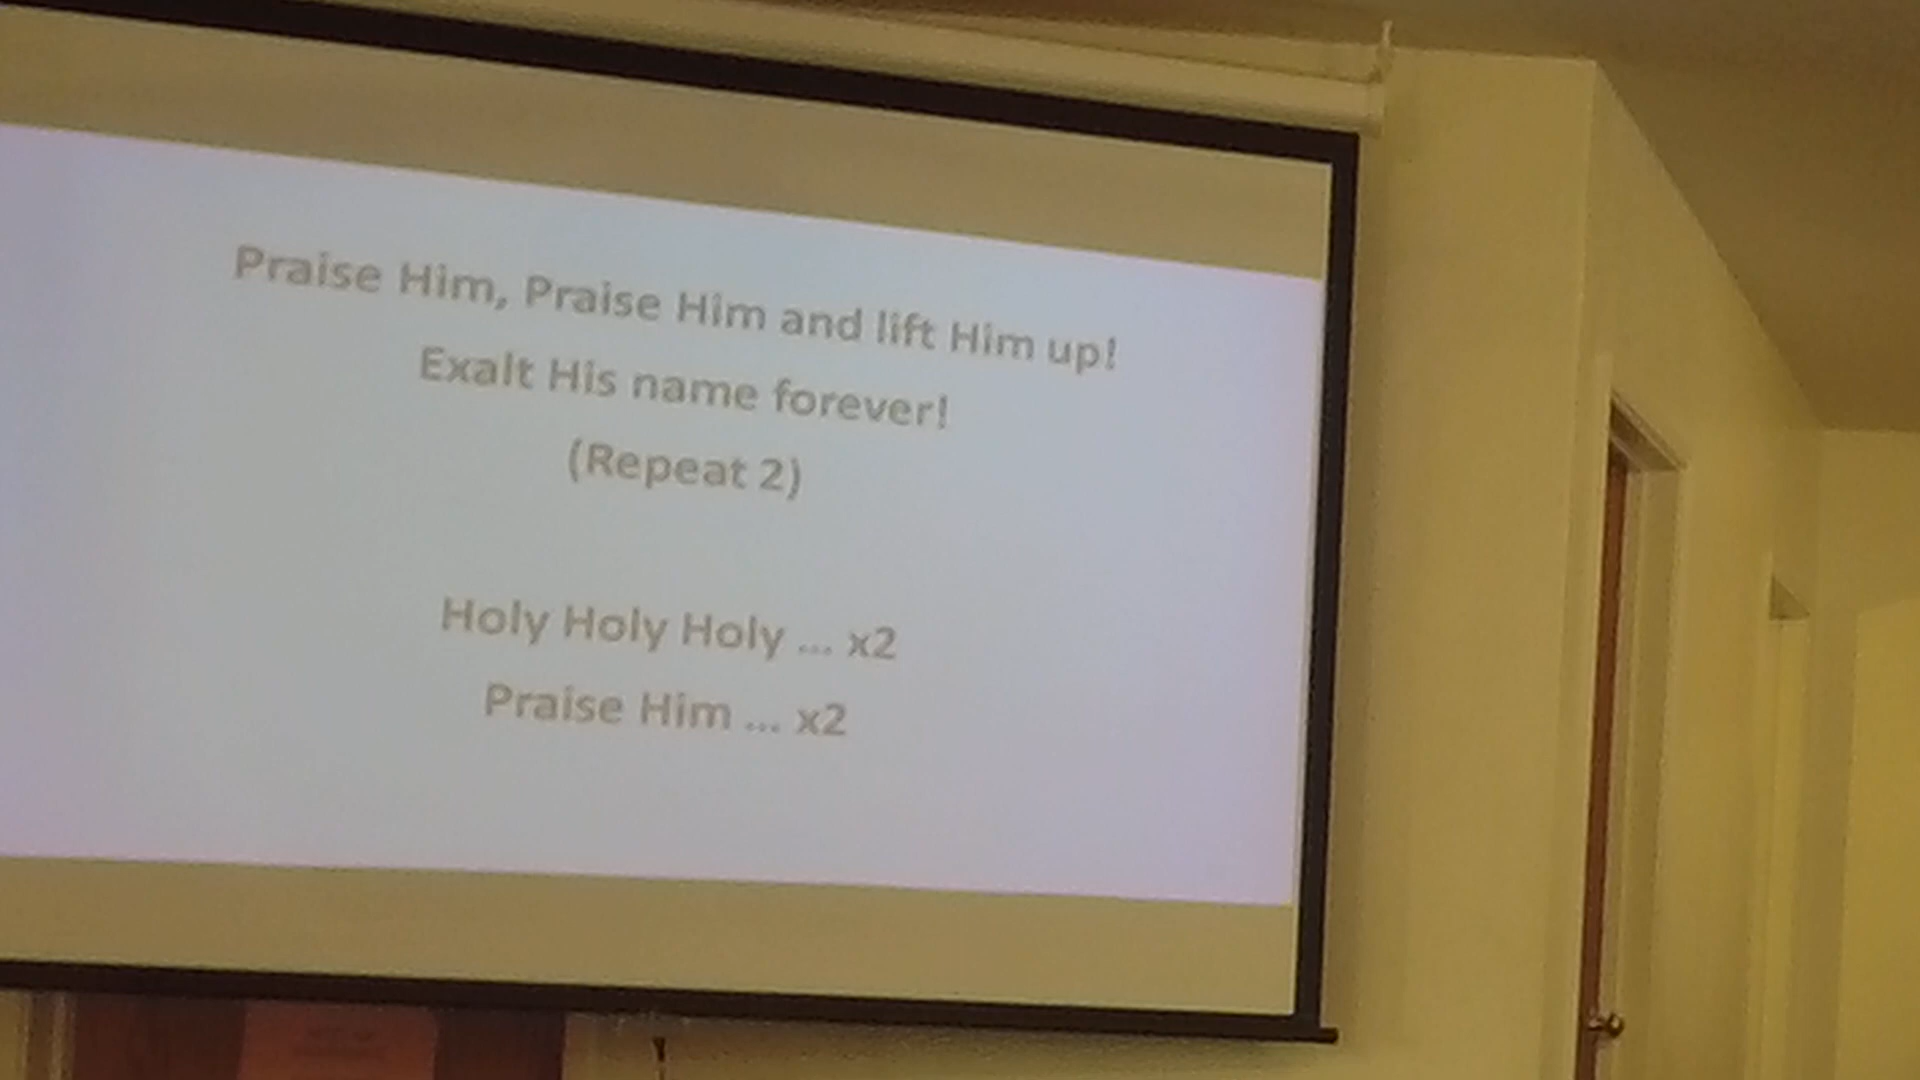 Praise Him, Praise Him and lift Him up!
Exalt His name forever!
(Repeat 2)
Holy Holy Holy ... x2
Praise Him ... x2